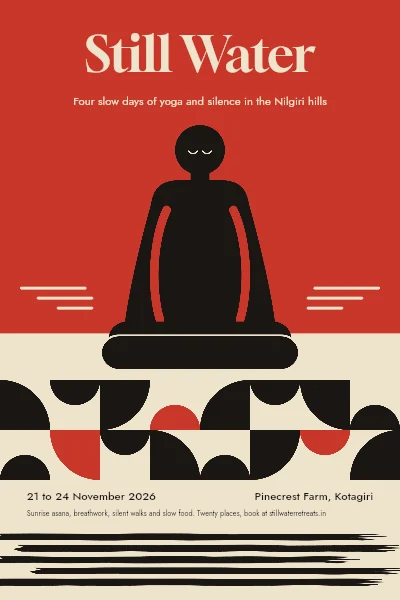 Still Water
Four slow days of yoga and silence in the Nilgiri hills
21 to 24 November 2026
Pinecrest Farm, Kotagiri
Sunrise asana, breathwork, silent walks and slow food. Twenty places, book at stillwaterretreats.in